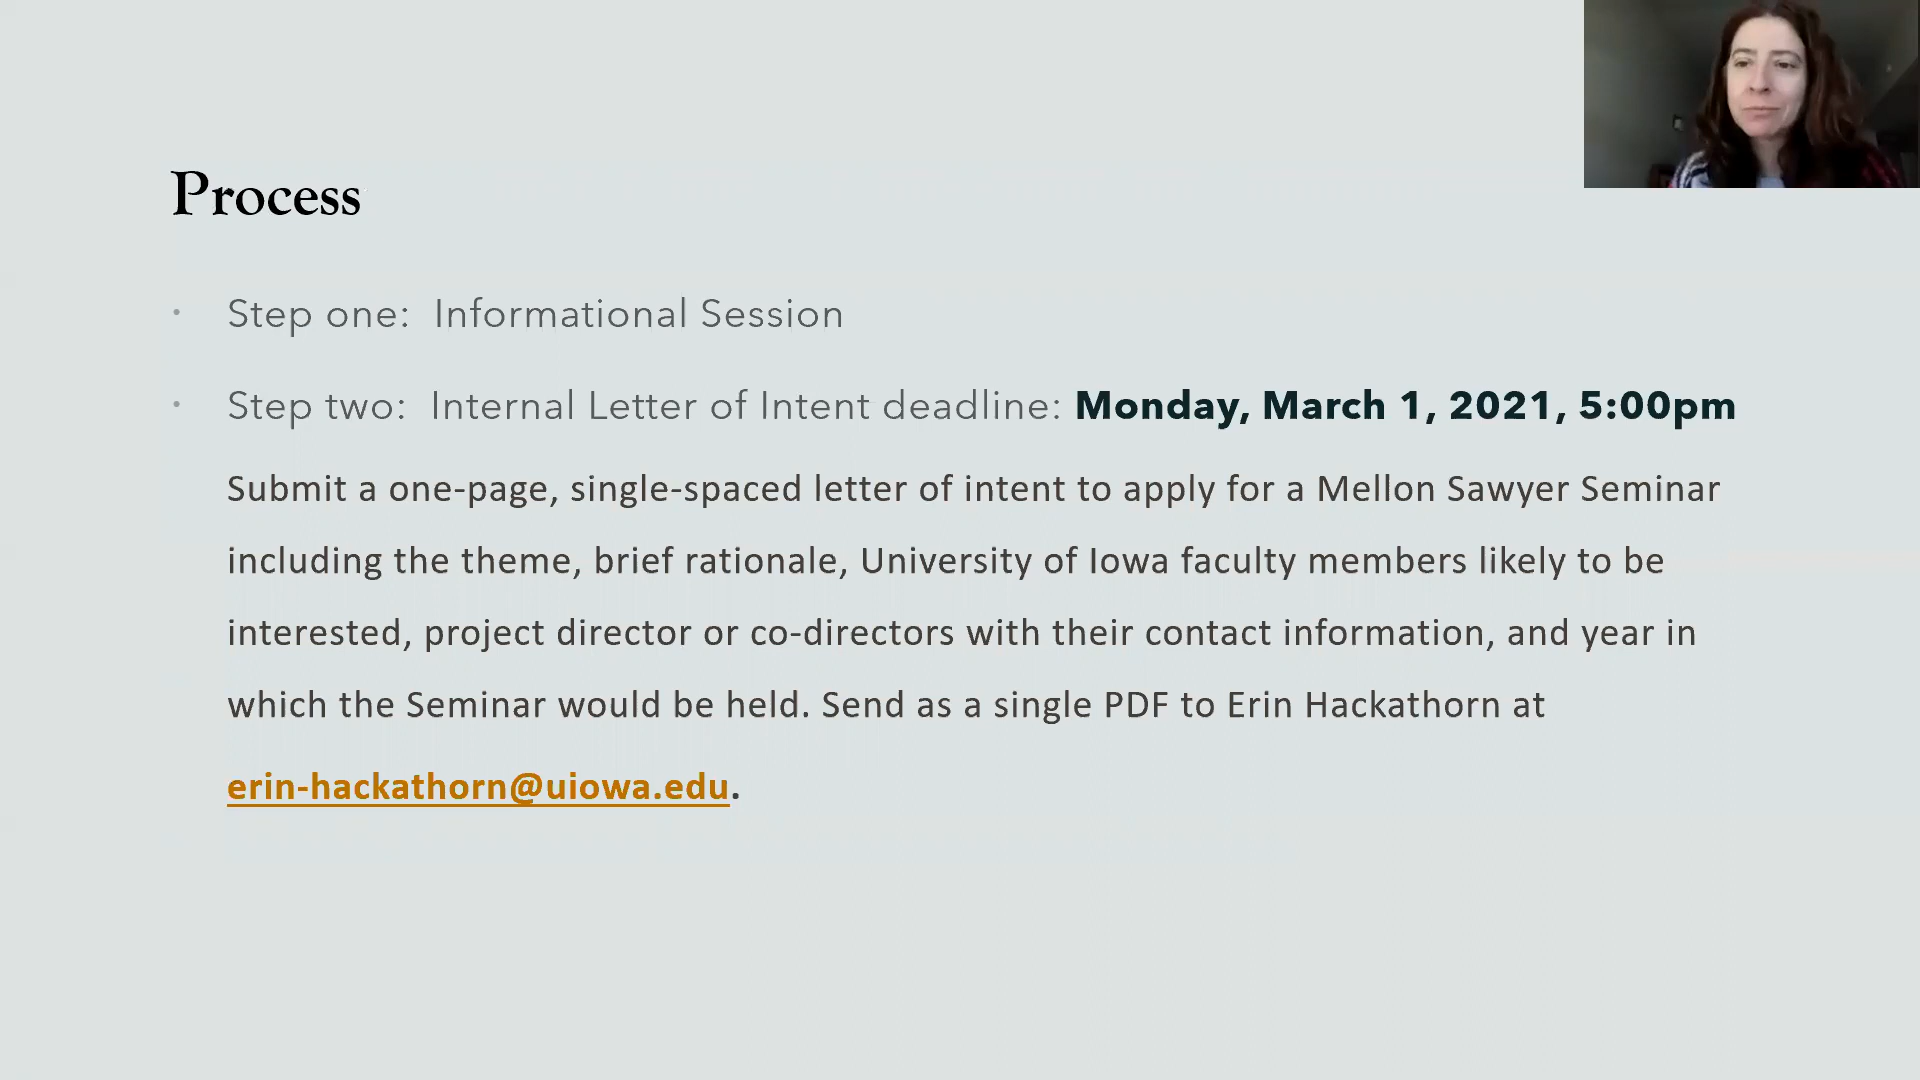 Process
· Step one: Informational Session
· Step two: Internal Letter of Intent deadline: Monday, March 1, 2021, 5:00pm
Submit a one-page, single-spaced letter of intent to apply for a Mellon Sawyer Seminar
including the theme, brief rationale, University of Iowa faculty members likely to be
interested, project director or co-directors with their contact information, and year in
which the Seminar would be held. Send as a single PDF to Erin Hackathorn at
erin-hackathorn@uiowa.edu.